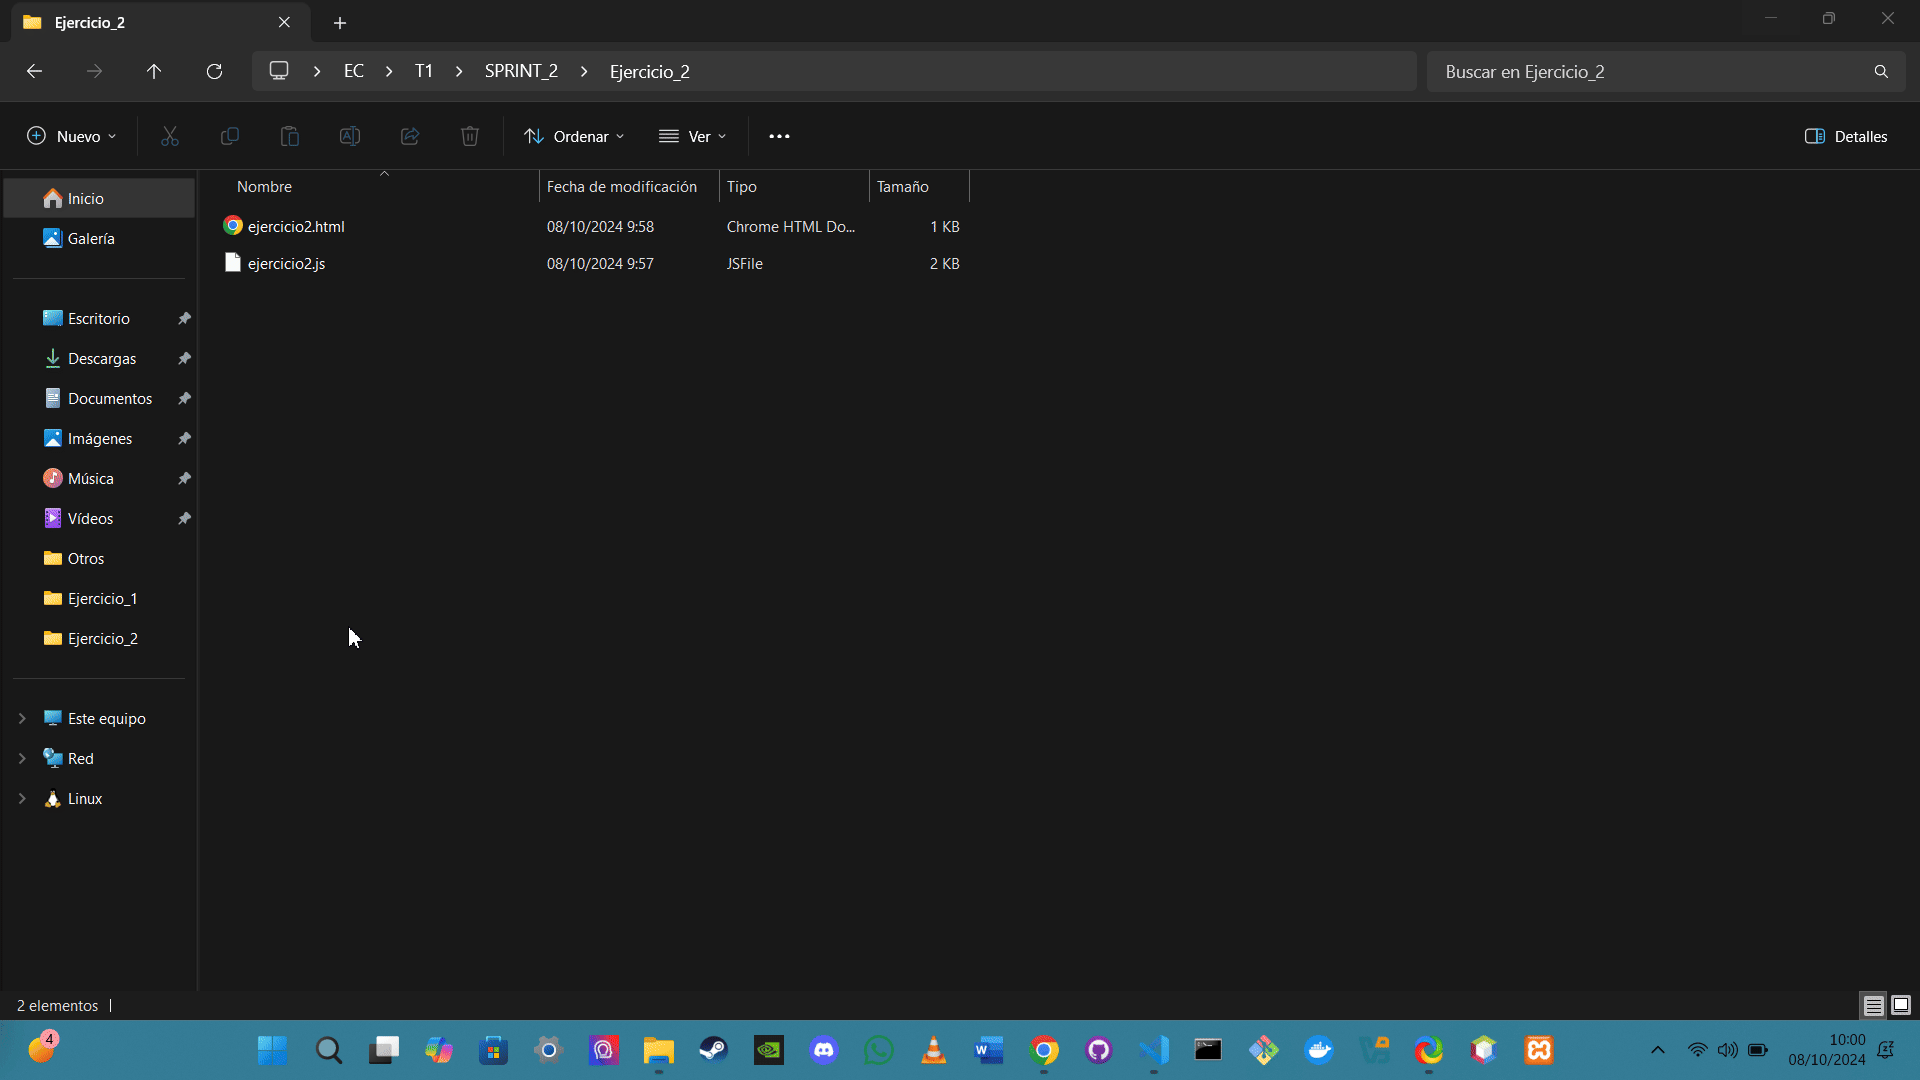 Ejercicio_2
EC T1 SPRINT_2 Ejercicio_2
Buscar en Ejercicio_2
Nuevo
Ordenar
Ver
Detalles
Nombre Fecha de modificación Tipo Tamaño
ejercicio2.html 08/10/2024 9:58 Chrome HTML Do... 1 KB
ejercicio2.js 08/10/2024 9:57 JSFile 2 KB
Inicio
Galería
Escritorio
Descargas
Documentos
Imágenes
Música
Vídeos
Otros
Ejercicio_1
Ejercicio_2
Este equipo
Red
Linux
2 elementos
4
10:00
08/10/2024